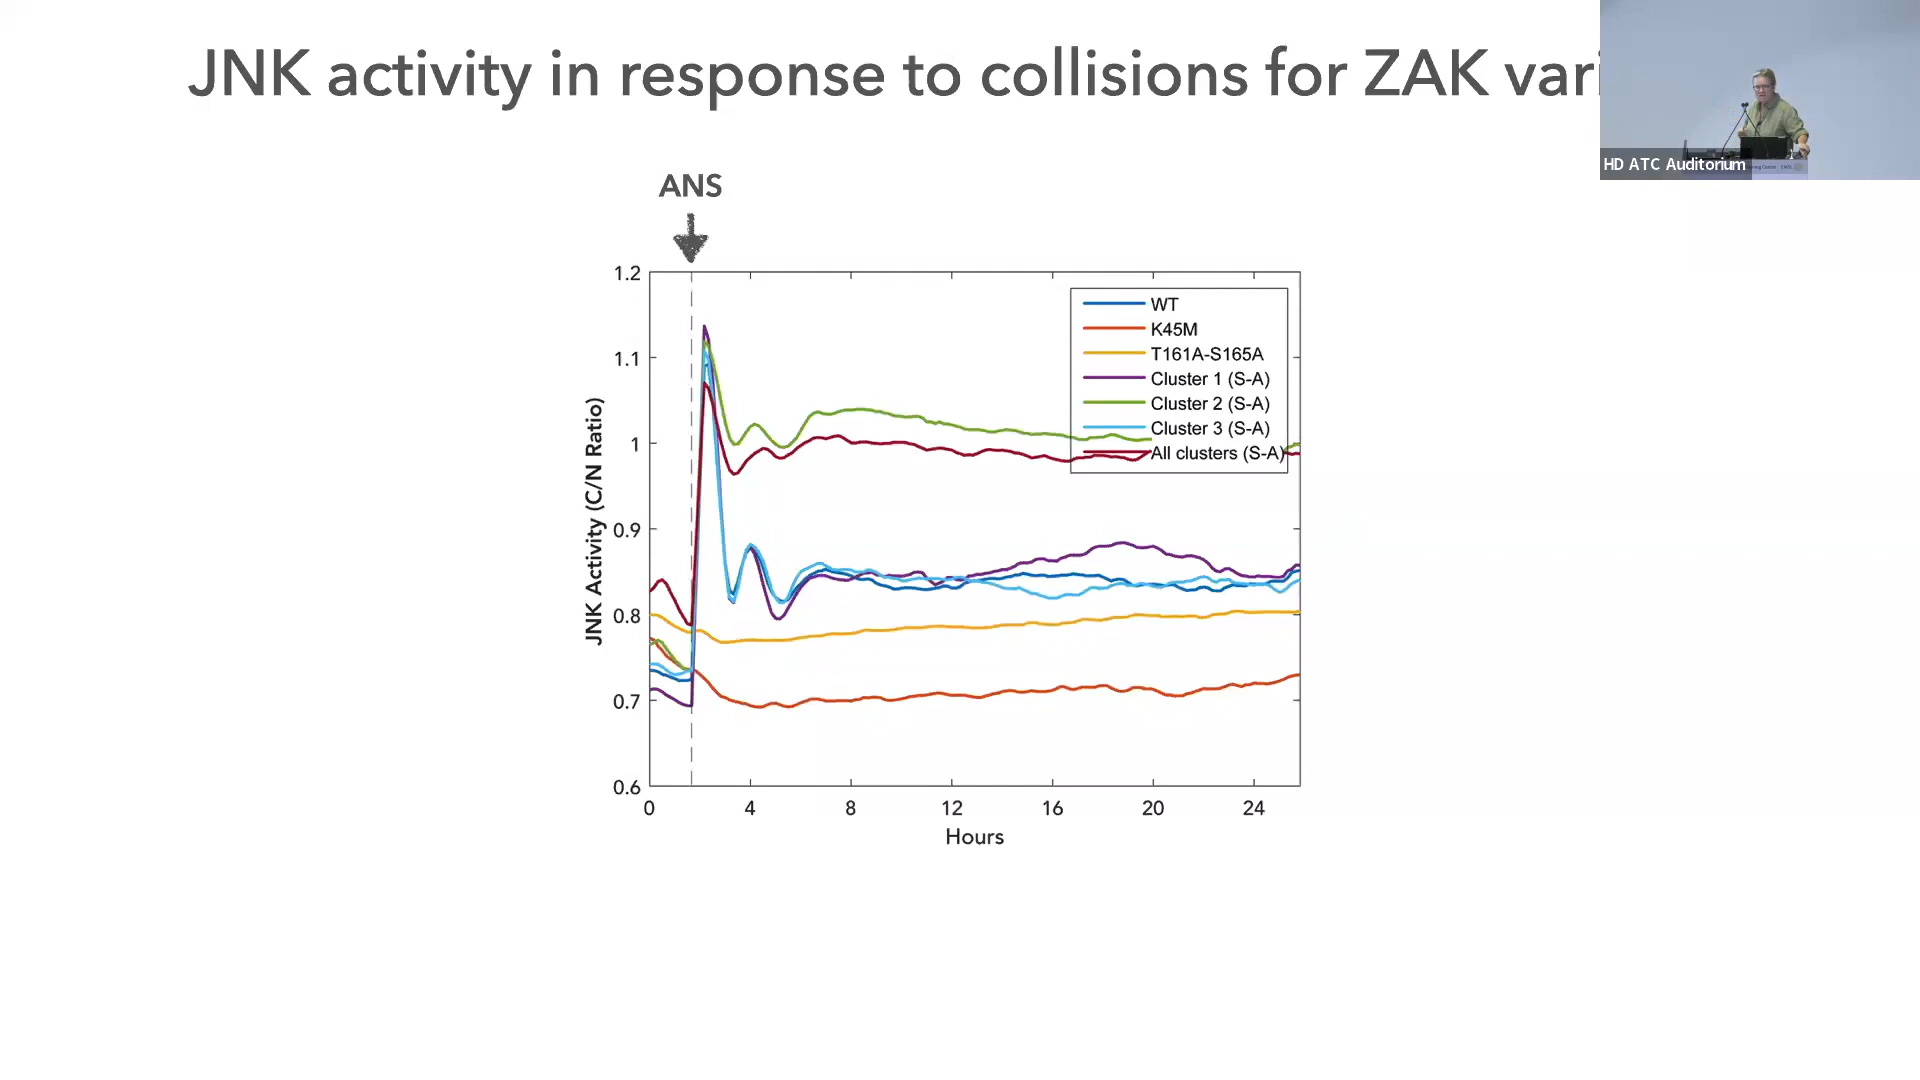 JNK activity in response to collisions for ZAK vari
HD ATC Auditorium
ANS
1.2
1.1
1
0.9
0.8
0.7
0.6
JNK Activity (C/N Ratio)
WT
K45M
T161A-S165A
Cluster 1 (S-A)
Cluster 2 (S-A)
Cluster 3 (S-A)
All clusters (S-A)
0 4 8 12 16 20 24
Hours